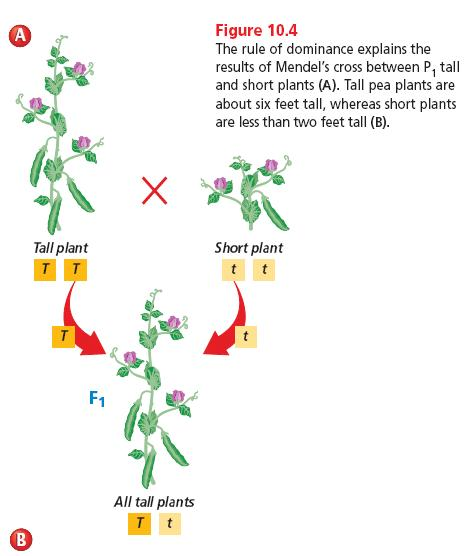 A
Figure 10.4
The rule of dominance explains the
results of Mendel's cross between P1 tall
and short plants (A). Tall pea plants are
about six feet tall, whereas short plants
are less than two feet tall (B).
Tall plant
T T
Short plant
t t
T
t
F1
All tall plants
T t
B